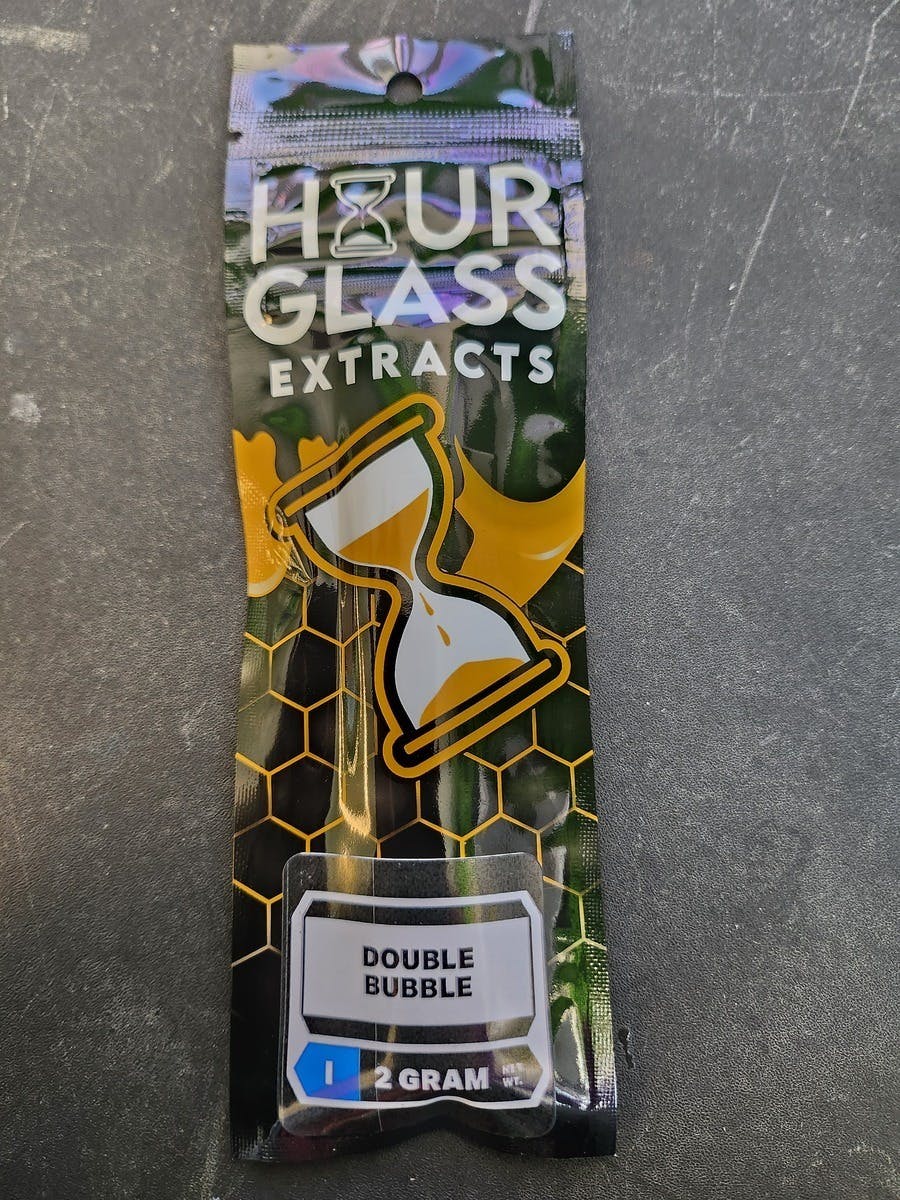 HOUR
GLASS
EXTRACTS
DOUBLE
BUBBLE
I 2 GRAM NET
WT.